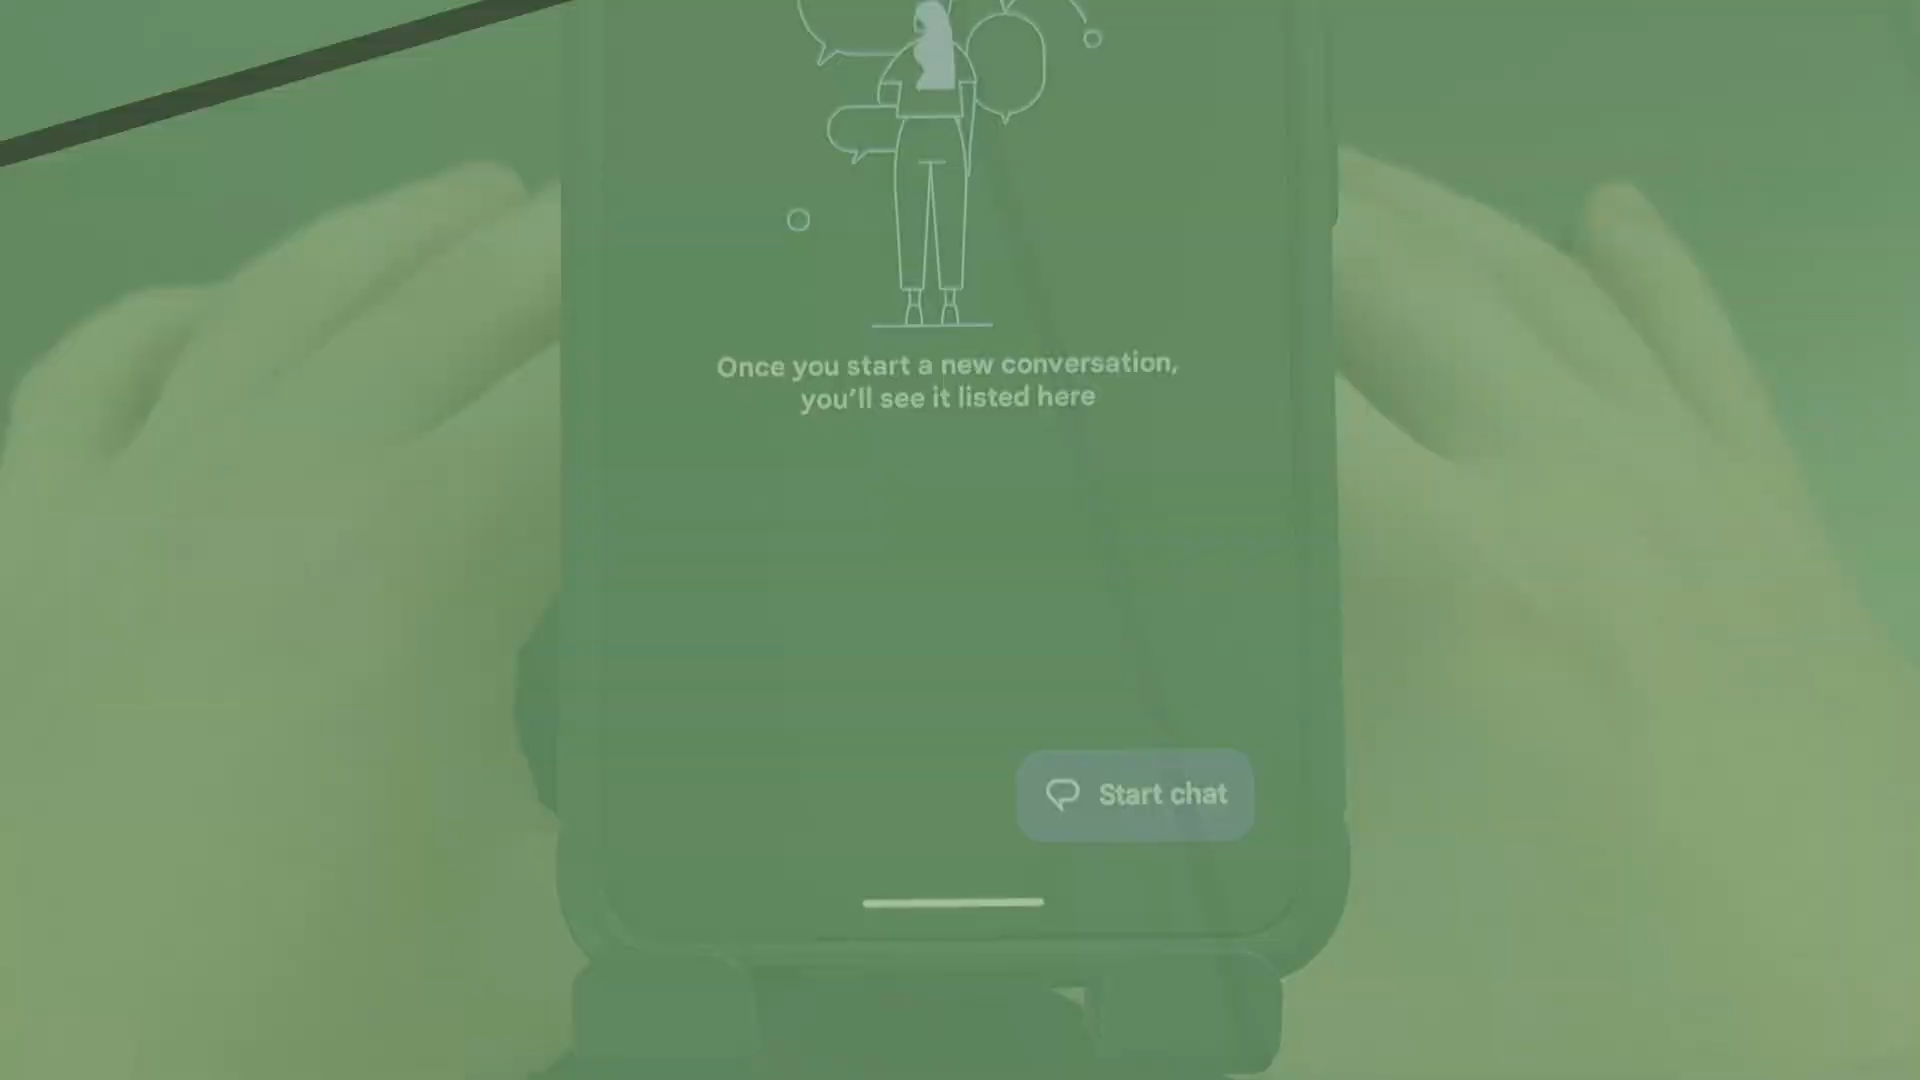 Once you start a new conversation,
you'll see it listed here
Start chat